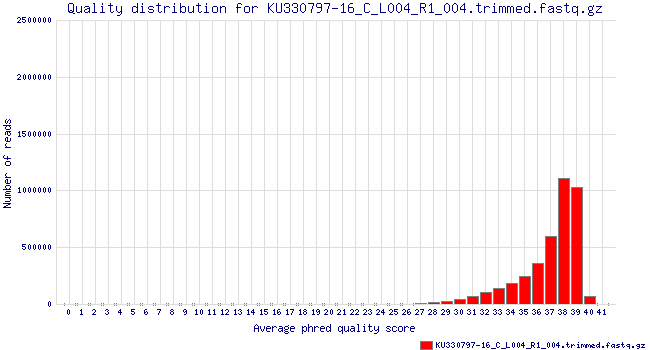 Quality distribution for KU330797-16_C_L004_R1_004.trimmed.fastq.gz
2500000
2000000
1500000
1000000
500000
0
Number of reads
0 1 2 3 4 5 6 7 8 9 10 11 12 13 14 15 16 17 18 19 20 21 22 23 24 25 26 27 28 29 30 31 32 33 34 35 36 37 38 39 40 41
Average phred quality score
KU330797-16_C_L004_R1_004.trimmed.fastq.gz